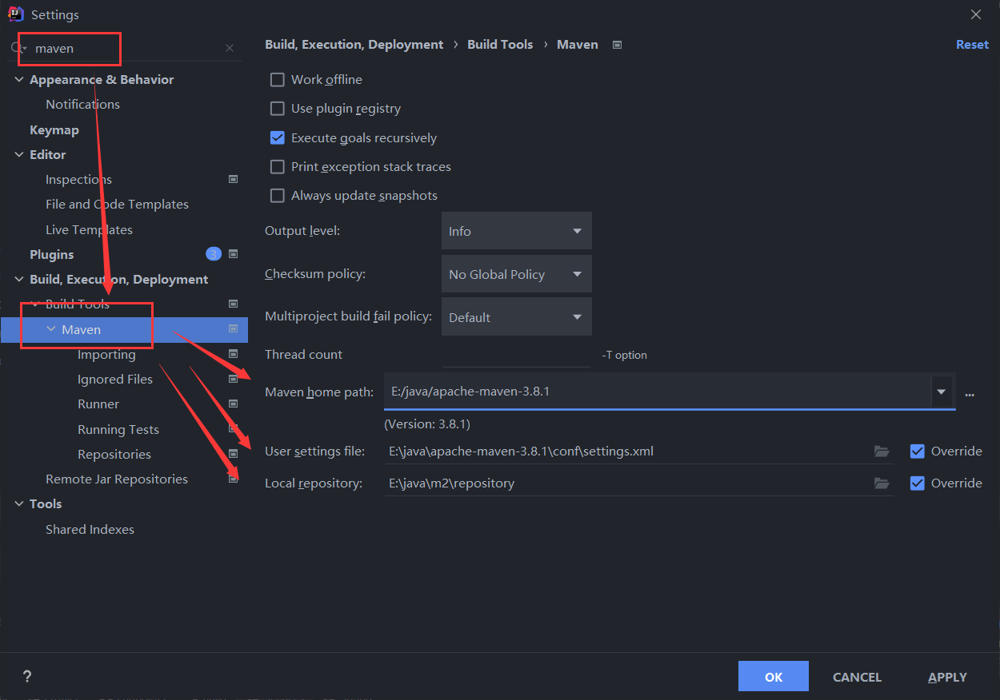 Settings
maven
Appearance & Behavior
Notifications
Keymap
Editor
Inspections
File and Code Templates
Live Templates
Plugins
3
Build, Execution, Deployment
Build Tools
Maven
Importing
Ignored Files
Runner
Running Tests
Repositories
Remote Jar Repositories
Tools
Shared Indexes
Build, Execution, Deployment › Build Tools › Maven
Reset
Work offline
Use plugin registry
Execute goals recursively
Print exception stack traces
Always update snapshots
Output level: Info
Checksum policy: No Global Policy
Multiproject build fail policy: Default
Thread count -T option
Maven home path: E:/java/apache-maven-3.8.1 ...
(Version: 3.8.1)
User settings file: E:\java\apache-maven-3.8.1\conf\settings.xml Override
Local repository: E:\java\m2\repository Override
? OK CANCEL APPLY